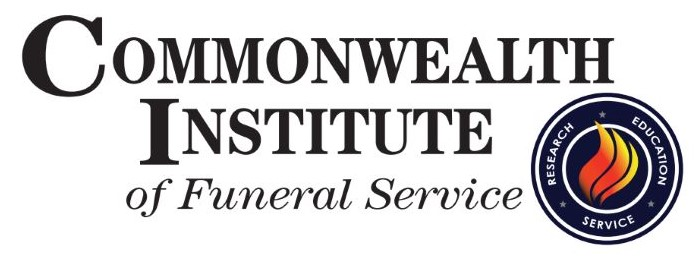 COMMONWEALTH
INSTITUTE
of Funeral Service
RESEARCH
EDUCATION
SERVICE